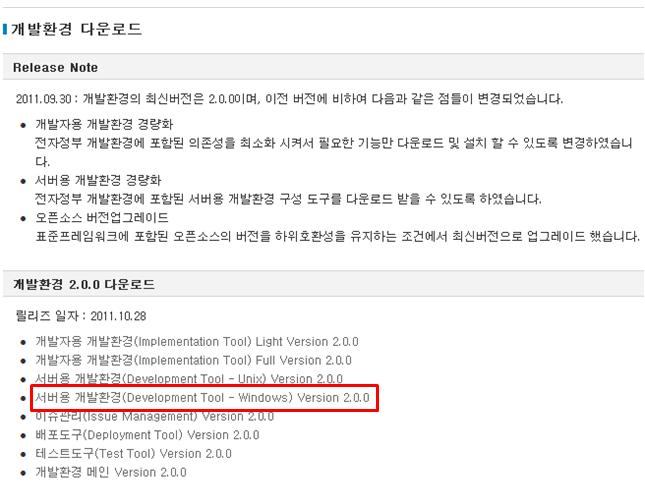 개발환경 다운로드
Release Note
2011.09.30 : 개발환경의 최신버전은 2.0.0이며, 이전 버전에 비하여 다음과 같은 점들이 변경되었습니다.
• 개발자용 개발환경 경량화
전자정부 개발환경에 포함된 의존성을 최소화 시켜서 필요한 기능만 다운로드 및 설치 할 수 있도록 변경하였습니
다.
• 서버용 개발환경 경량화
전자정부 개발환경에 포함된 서버용 개발환경 구성 도구를 다운로드 받을 수 있도록 하였습니다.
• 오픈소스 버전업그레이드
표준프레임워크에 포함된 오픈소스의 버전을 하위호환성을 유지하는 조건에서 최신버전으로 업그레이드 했습니다.
개발환경 2.0.0 다운로드
릴리즈 일자 : 2011.10.28
• 개발자용 개발환경(Implementation Tool) Light Version 2.0.0
• 개발자용 개발환경(Implementation Tool) Full Version 2.0.0
• 서버용 개발환경(Development Tool - Unix) Version 2.0.0
• 서버용 개발환경(Development Tool - Windows) Version 2.0.0
• 이슈관리(Issue Management) Version 2.0.0
• 배포도구(Deployment Tool) Version 2.0.0
• 테스트도구(Test Tool) Version 2.0.0
• 개발환경 메인 Version 2.0.0